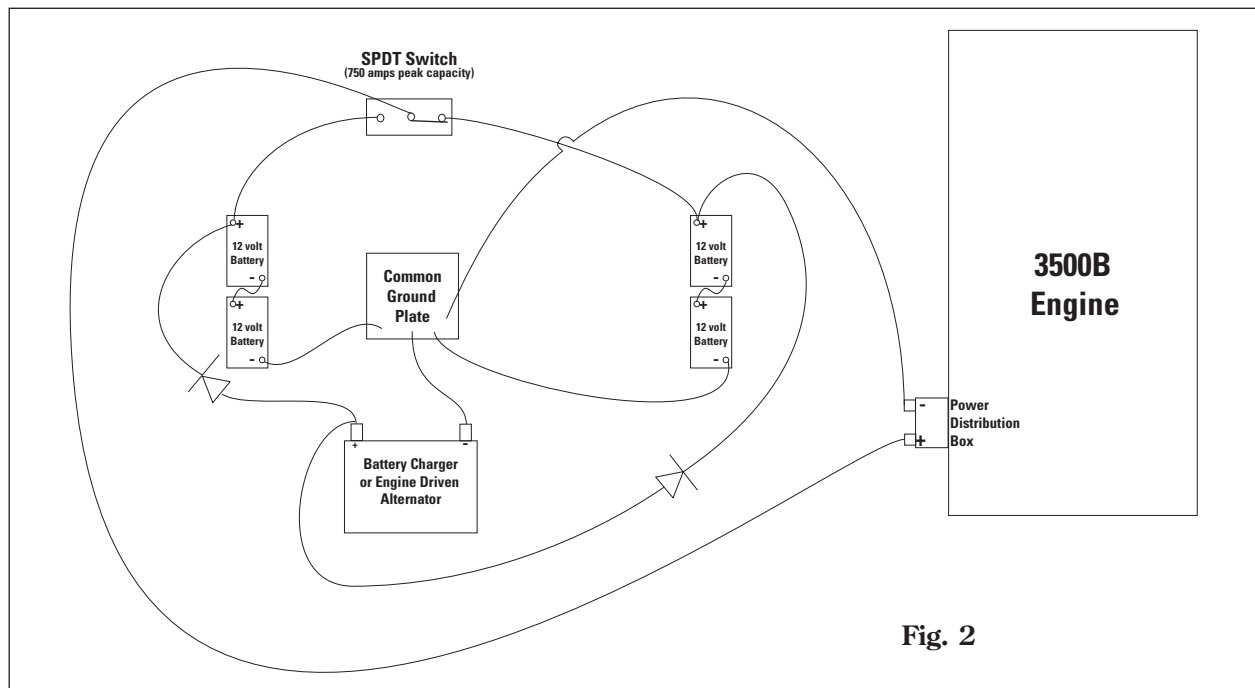 SPDT Switch
(750 amps peak capacity)
+
12 volt
Battery
-
+
12 volt
Battery
-
Common
Ground
Plate
+
12 volt
Battery
-
+
12 volt
Battery
-
3500B
Engine
+
-
Battery Charger
or Engine Driven
Alternator
-
+
Power
Distribution
Box
Fig. 2